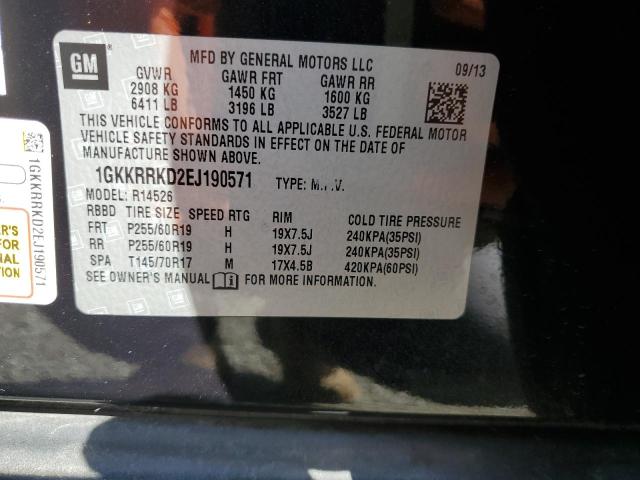 GM
MFD BY GENERAL MOTORS LLC
09/13
GVWR GAWR FRT GAWR RR
2908 KG 1450 KG 1600 KG
6411 LB 3196 LB 3527 LB
THIS VEHICLE CONFORMS TO ALL APPLICABLE U.S. FEDERAL MOTOR
VEHICLE SAFETY STANDARDS IN EFFECT ON THE DATE OF
MANUFACTURE SHOWN ABOVE.
1GKKRRKD2EJ190571 TYPE: M.P.V.
MODEL: R14526
RBBD TIRE SIZE SPEED RTG RIM COLD TIRE PRESSURE
FRT P255/60R19 H 19X7.5J 240KPA(35PSI)
RR P255/60R19 H 19X7.5J 240KPA(35PSI)
SPA T145/70R17 M 17X4.5B 420KPA(60PSI)
SEE OWNER'S MANUAL FOR MORE INFORMATION.
1GKKRRKD2EJ190571
ER'S
FOR
NAL
ATION